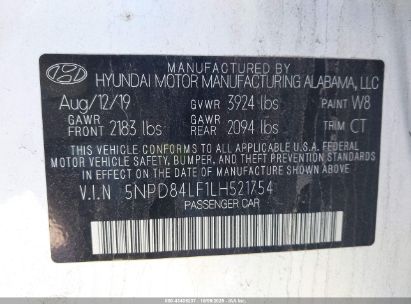 MANUFACTURED BY
HYUNDAI MOTOR MANUFACTURING ALABAMA, LLC
Aug/12/19 GVWR 3924 lbs PAINT W8
GAWR FRONT 2183 lbs GAWR REAR 2094 lbs TRIM CT
THIS VEHICLE CONFORMS TO ALL APPLICABLE U.S.A. FEDERAL
MOTOR VEHICLE SAFETY, BUMPER, AND THEFT PREVENTION STANDARDS
IN EFFECT ON THE DATE OF MANUFACTURE SHOWN ABOVE.
V.I.N 5NPD84LF1LH521754
PASSENGER CAR